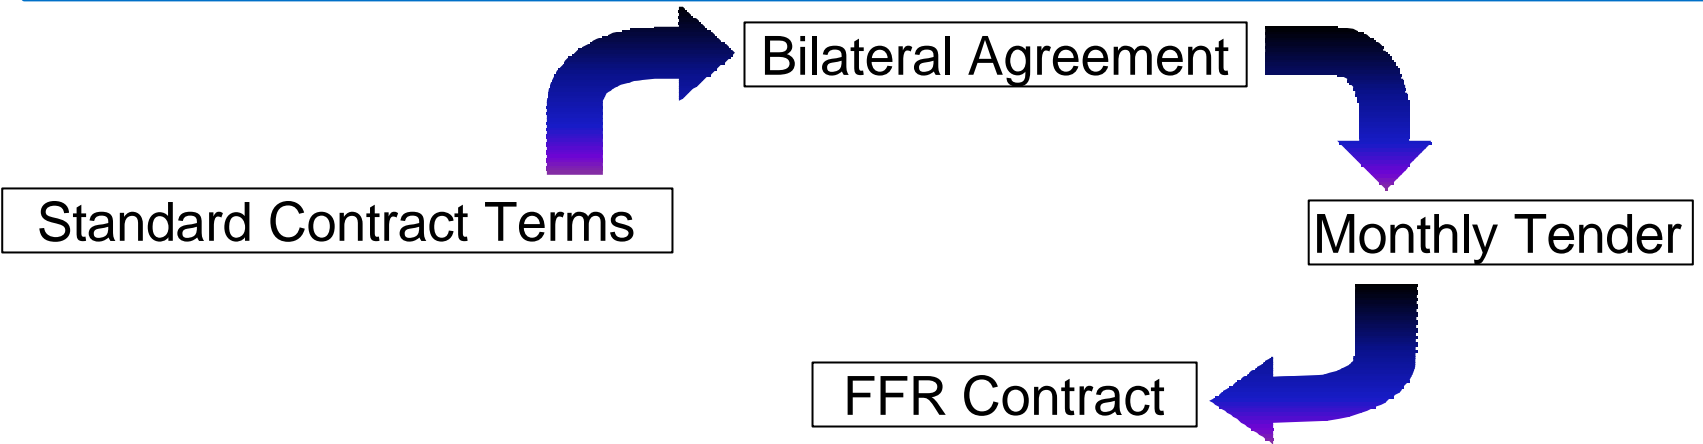 Bilateral Agreement
Standard Contract Terms
Monthly Tender
FFR Contract